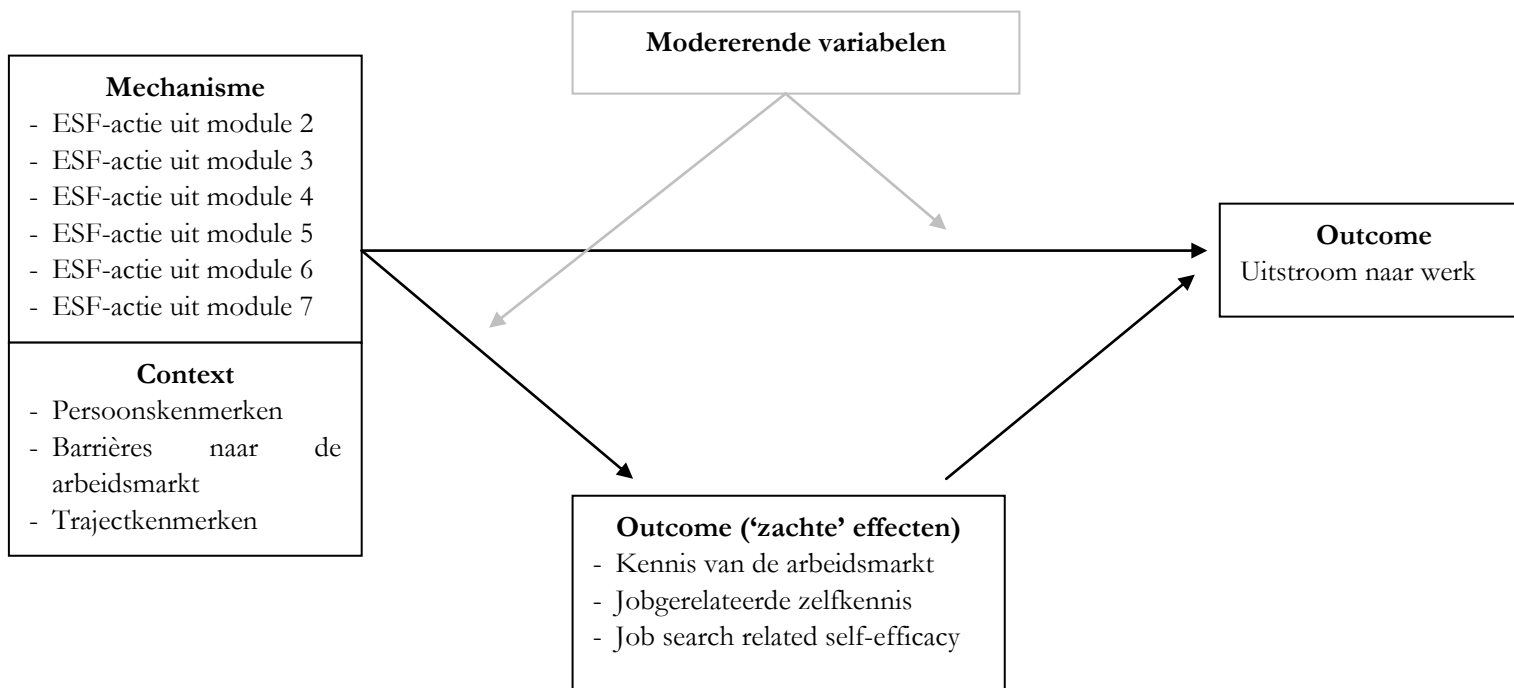 Modererende variabelen
Mechanisme
- ESF-actie uit module 2
- ESF-actie uit module 3
- ESF-actie uit module 4
- ESF-actie uit module 5
- ESF-actie uit module 6
- ESF-actie uit module 7
Context
- Persoonskenmerken
- Barrières naar de
arbeidsmarkt
- Trajectkenmerken
Outcome
Uitstroom naar werk
Outcome (‘zachte’ effecten)
- Kennis van de arbeidsmarkt
- Jobgerelateerde zelfkennis
- Job search related self-efficacy